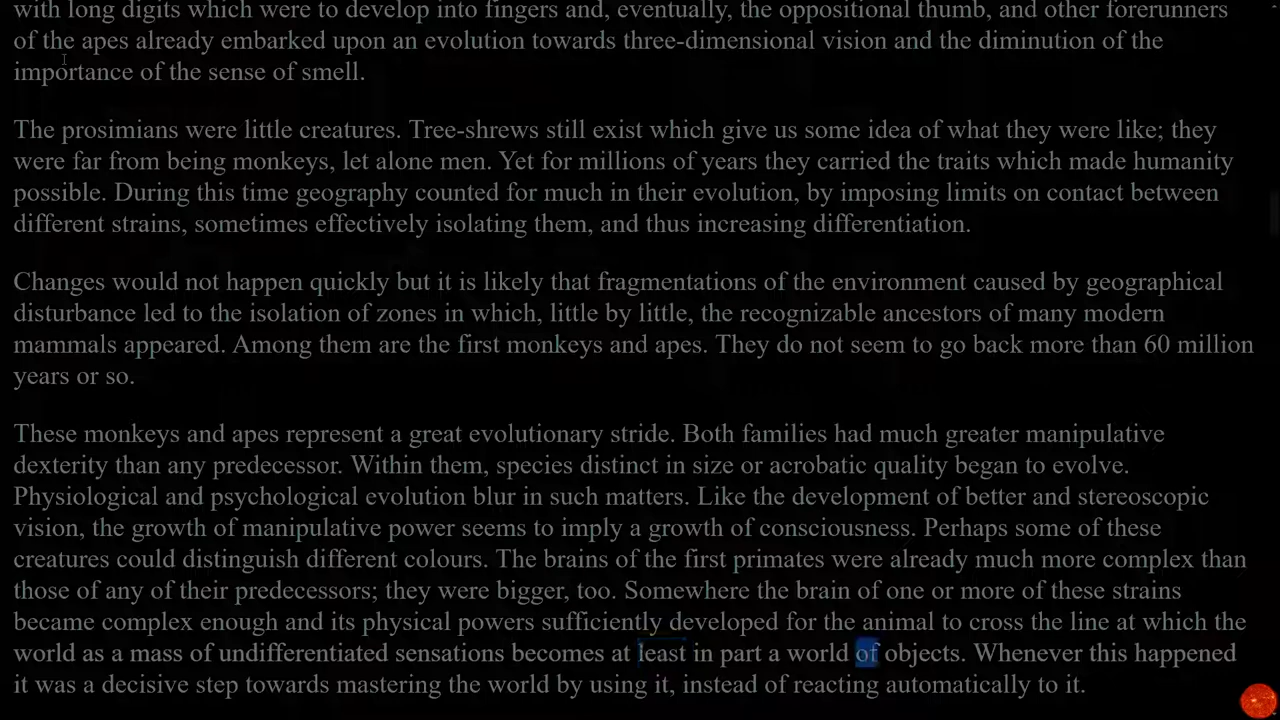 with long digits which were to develop into fingers and, eventually, the oppositional thumb, and other forerunners
of the apes already embarked upon an evolution towards three-dimensional vision and the diminution of the
importance of the sense of smell.
The prosimians were little creatures. Tree-shrews still exist which give us some idea of what they were like; they
were far from being monkeys, let alone men. Yet for millions of years they carried the traits which made humanity
possible. During this time geography counted for much in their evolution, by imposing limits on contact between
different strains, sometimes effectively isolating them, and thus increasing differentiation.
Changes would not happen quickly but it is likely that fragmentations of the environment caused by geographical
disturbance led to the isolation of zones in which, little by little, the recognizable ancestors of many modern
mammals appeared. Among them are the first monkeys and apes. They do not seem to go back more than 60 million
years or so.
These monkeys and apes represent a great evolutionary stride. Both families had much greater manipulative
dexterity than any predecessor. Within them, species distinct in size or acrobatic quality began to evolve.
Physiological and psychological evolution blur in such matters. Like the development of better and stereoscopic
vision, the growth of manipulative power seems to imply a growth of consciousness. Perhaps some of these
creatures could distinguish different colours. The brains of the first primates were already much more complex than
those of any of their predecessors; they were bigger, too. Somewhere the brain of one or more of these strains
became complex enough and its physical powers sufficiently developed for the animal to cross the line at which the
world as a mass of undifferentiated sensations becomes at least in part a world of objects. Whenever this happened
it was a decisive step towards mastering the world by using it, instead of reacting automatically to it.